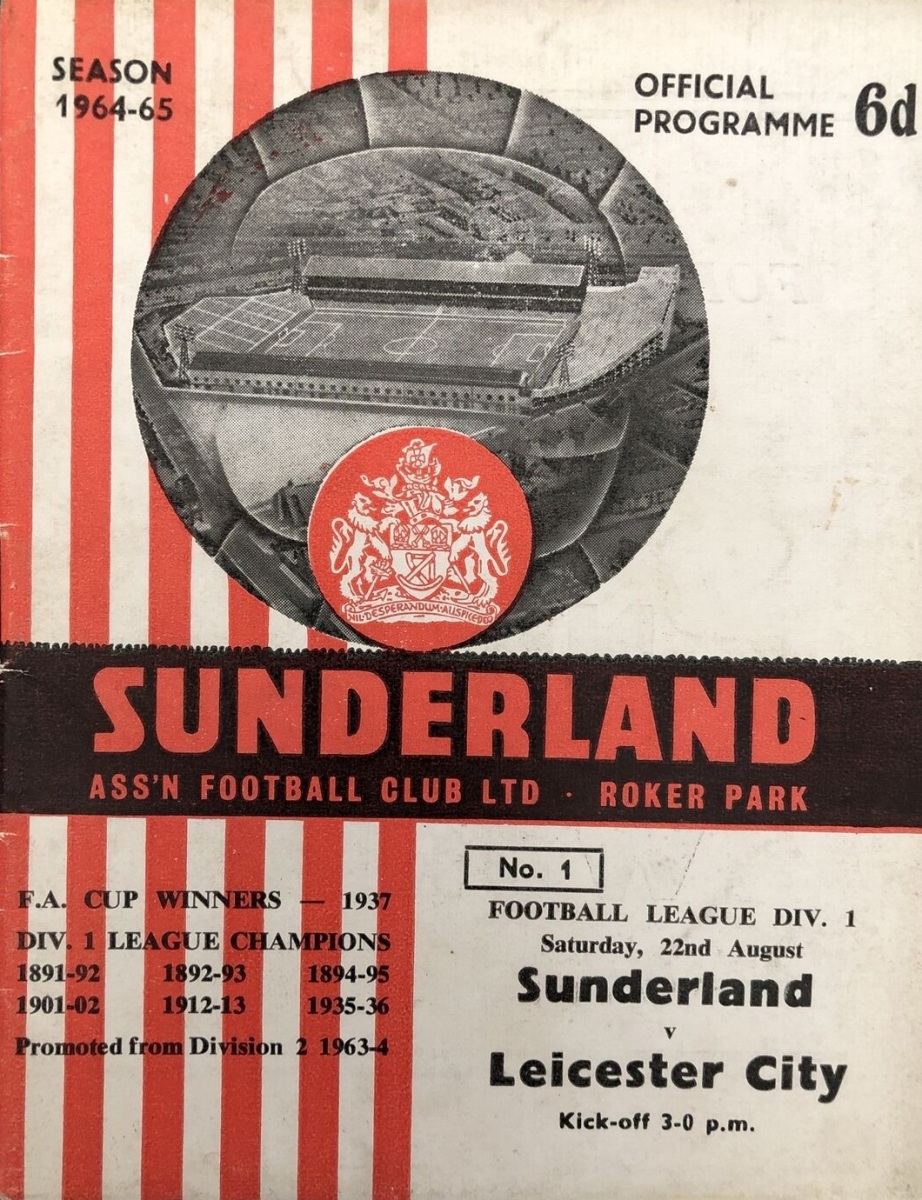 SEASON
1964-65
OFFICIAL
PROGRAMME 6d
NIL·DESPERANDUM·AUSPICE·DEO
SUNDERLAND
ASS'N FOOTBALL CLUB LTD · ROKER PARK
F.A. CUP WINNERS — 1937
DIV. 1 LEAGUE CHAMPIONS
1891-92 1892-93 1894-95
1901-02 1912-13 1935-36
Promoted from Division 2 1963-4
No. 1
FOOTBALL LEAGUE DIV. 1
Saturday, 22nd August
Sunderland
v
Leicester City
Kick-off 3-0 p.m.